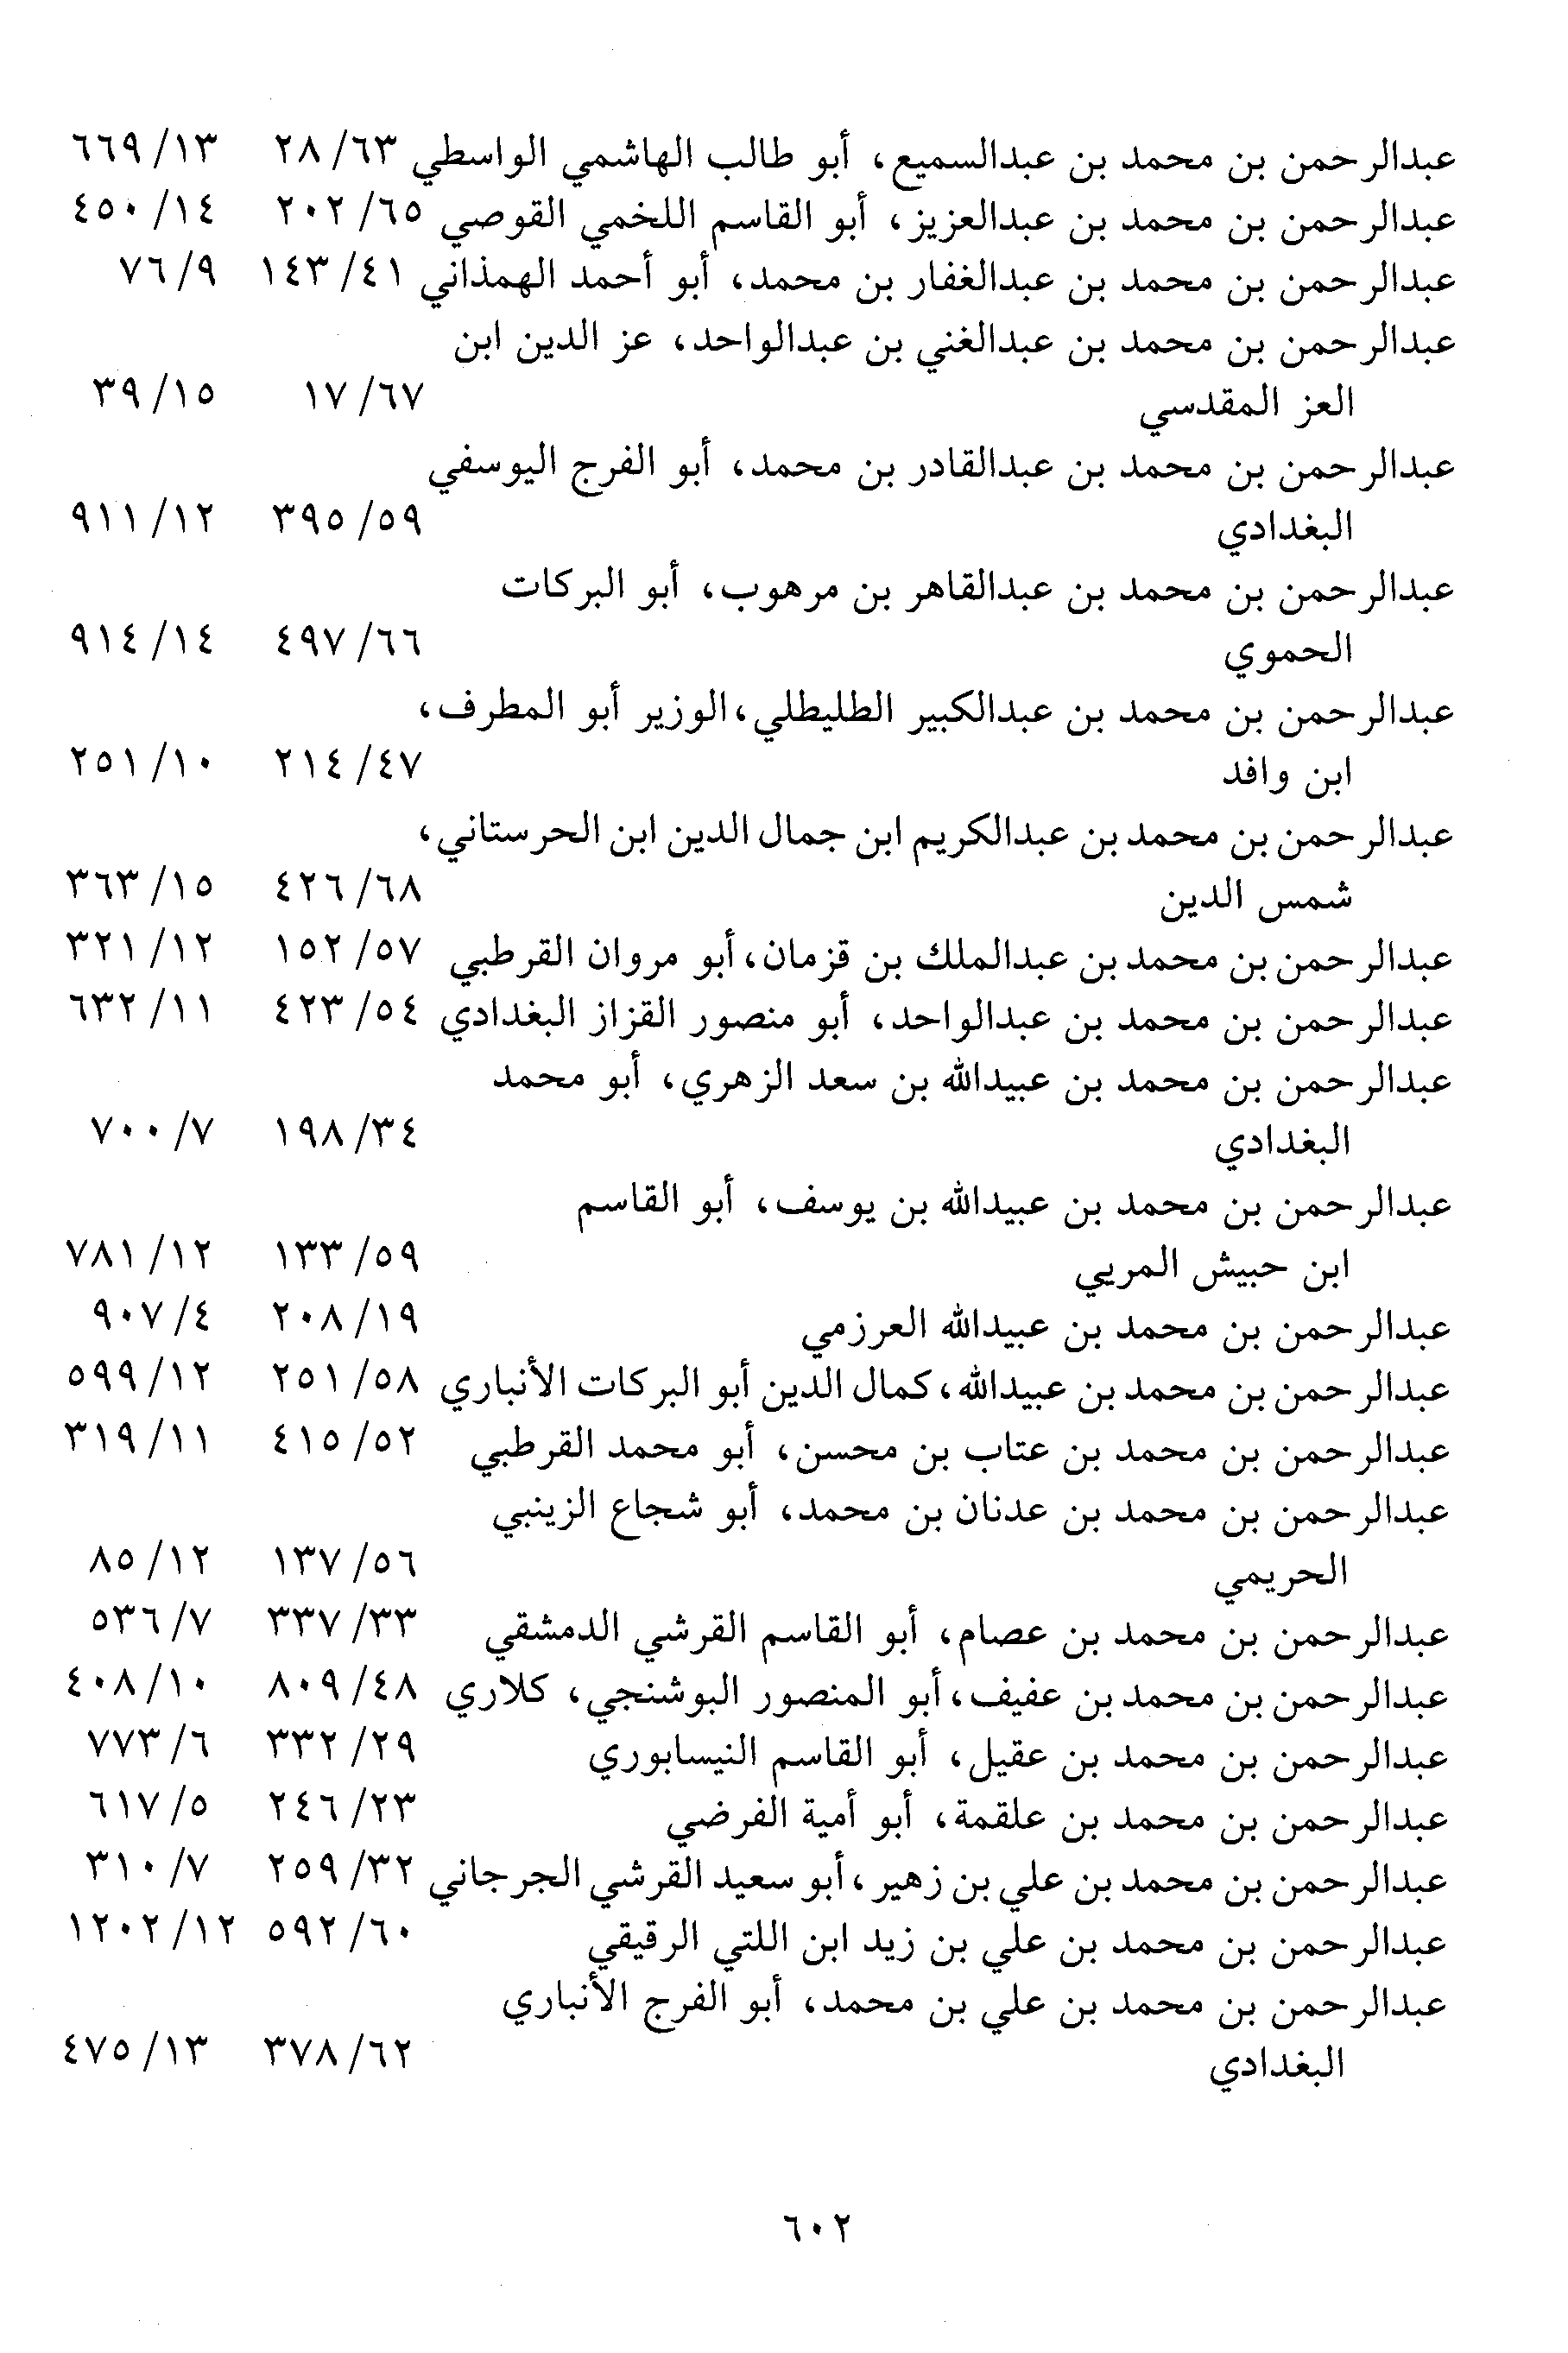 عبدالرحمن بن محمد بن عبدالسميع، أبو طالب الهاشمي الواسطي ٦٣/ ٢٨ ١٣/ ٦٦٩
عبدالرحمن بن محمد بن عبدالعزيز، أبو القاسم اللخمي القوصي ٦٥/ ٢٠٢ ١٤/ ٤٥٠
عبدالرحمن بن محمد بن عبدالغفار بن محمد، أبو أحمد الهمذاني ٤١/ ١٤٣ ٩/ ٧٦
عبدالرحمن بن محمد بن عبدالغني بن عبدالواحد، عز الدين ابن
العز المقدسي ٦٧/ ١٧ ١٥/ ٣٩
عبدالرحمن بن محمد بن عبدالقادر بن محمد، أبو الفرج اليوسفي
البغدادي ٥٩/ ٣٩٥ ١٢/ ٩١١
عبدالرحمن بن محمد بن عبدالقاهر بن مرهوب، أبو البركات
الحموي ٦٦/ ٤٩٧ ١٤/ ٩١٤
عبدالرحمن بن محمد بن عبدالكبير الطليطلي، الوزير أبو المطرف،
ابن وافد ٤٧/ ٢١٤ ١٠/ ٢٥١
عبدالرحمن بن محمد بن عبدالكريم ابن جمال الدين ابن الحرستاني،
شمس الدين ٦٨/ ٤٢٦ ١٥/ ٣٦٣
عبدالرحمن بن محمد بن عبدالملك بن قزمان، أبو مروان القرطبي ٥٧/ ١٥٢ ١٢/ ٣٢١
عبدالرحمن بن محمد بن عبدالواحد، أبو منصور القزاز البغدادي ٥٤/ ٤٢٣ ١١/ ٦٣٢
عبدالرحمن بن محمد بن عبيدالله بن سعد الزهري، أبو محمد
البغدادي ٣٤/ ١٩٨ ٧/ ٧٠٠
عبدالرحمن بن محمد بن عبيدالله بن يوسف، أبو القاسم
ابن حبيش المريي ٥٩/ ١٣٣ ١٢/ ٧٨١
عبدالرحمن بن محمد بن عبيدالله العرزمي ١٩/ ٢٠٨ ٤/ ٩٠٧
عبدالرحمن بن محمد بن عبيدالله، كمال الدين أبو البركات الأنباري ٥٨/ ٢٥١ ١٢/ ٥٩٩
عبدالرحمن بن محمد بن عتاب بن محسن، أبو محمد القرطبي ٥٢/ ٤١٥ ١١/ ٣١٩
عبدالرحمن بن محمد بن عدنان بن محمد، أبو شجاع الزينبي
الحريمي ٥٦/ ١٣٧ ١٢/ ٨٥
عبدالرحمن بن محمد بن عصام، أبو القاسم القرشي الدمشقي ٣٣/ ٣٣٧ ٧/ ٥٣٦
عبدالرحمن بن محمد بن عفيف، أبو المنصور البوشنجي، كلاري ٤٨/ ٨٠٩ ١٠/ ٤٠٨
عبدالرحمن بن محمد بن عقيل، أبو القاسم النيسابوري ٢٩/ ٣٣٢ ٦/ ٧٧٣
عبدالرحمن بن محمد بن علقمة، أبو أمية الفرضي ٢٣/ ٢٤٦ ٥/ ٦١٧
عبدالرحمن بن محمد بن علي بن زهير، أبو سعيد القرشي الجرجاني ٣٢/ ٢٥٩ ٧/ ٣١٠
عبدالرحمن بن محمد بن علي بن زيد ابن اللتي الرقيقي ٦٠/ ٥٩٢ ١٢/ ١٢٠٢
عبدالرحمن بن محمد بن علي بن محمد، أبو الفرج الأنباري
البغدادي ٦٢/ ٣٧٨ ١٣/ ٤٧٥
٦٠٢